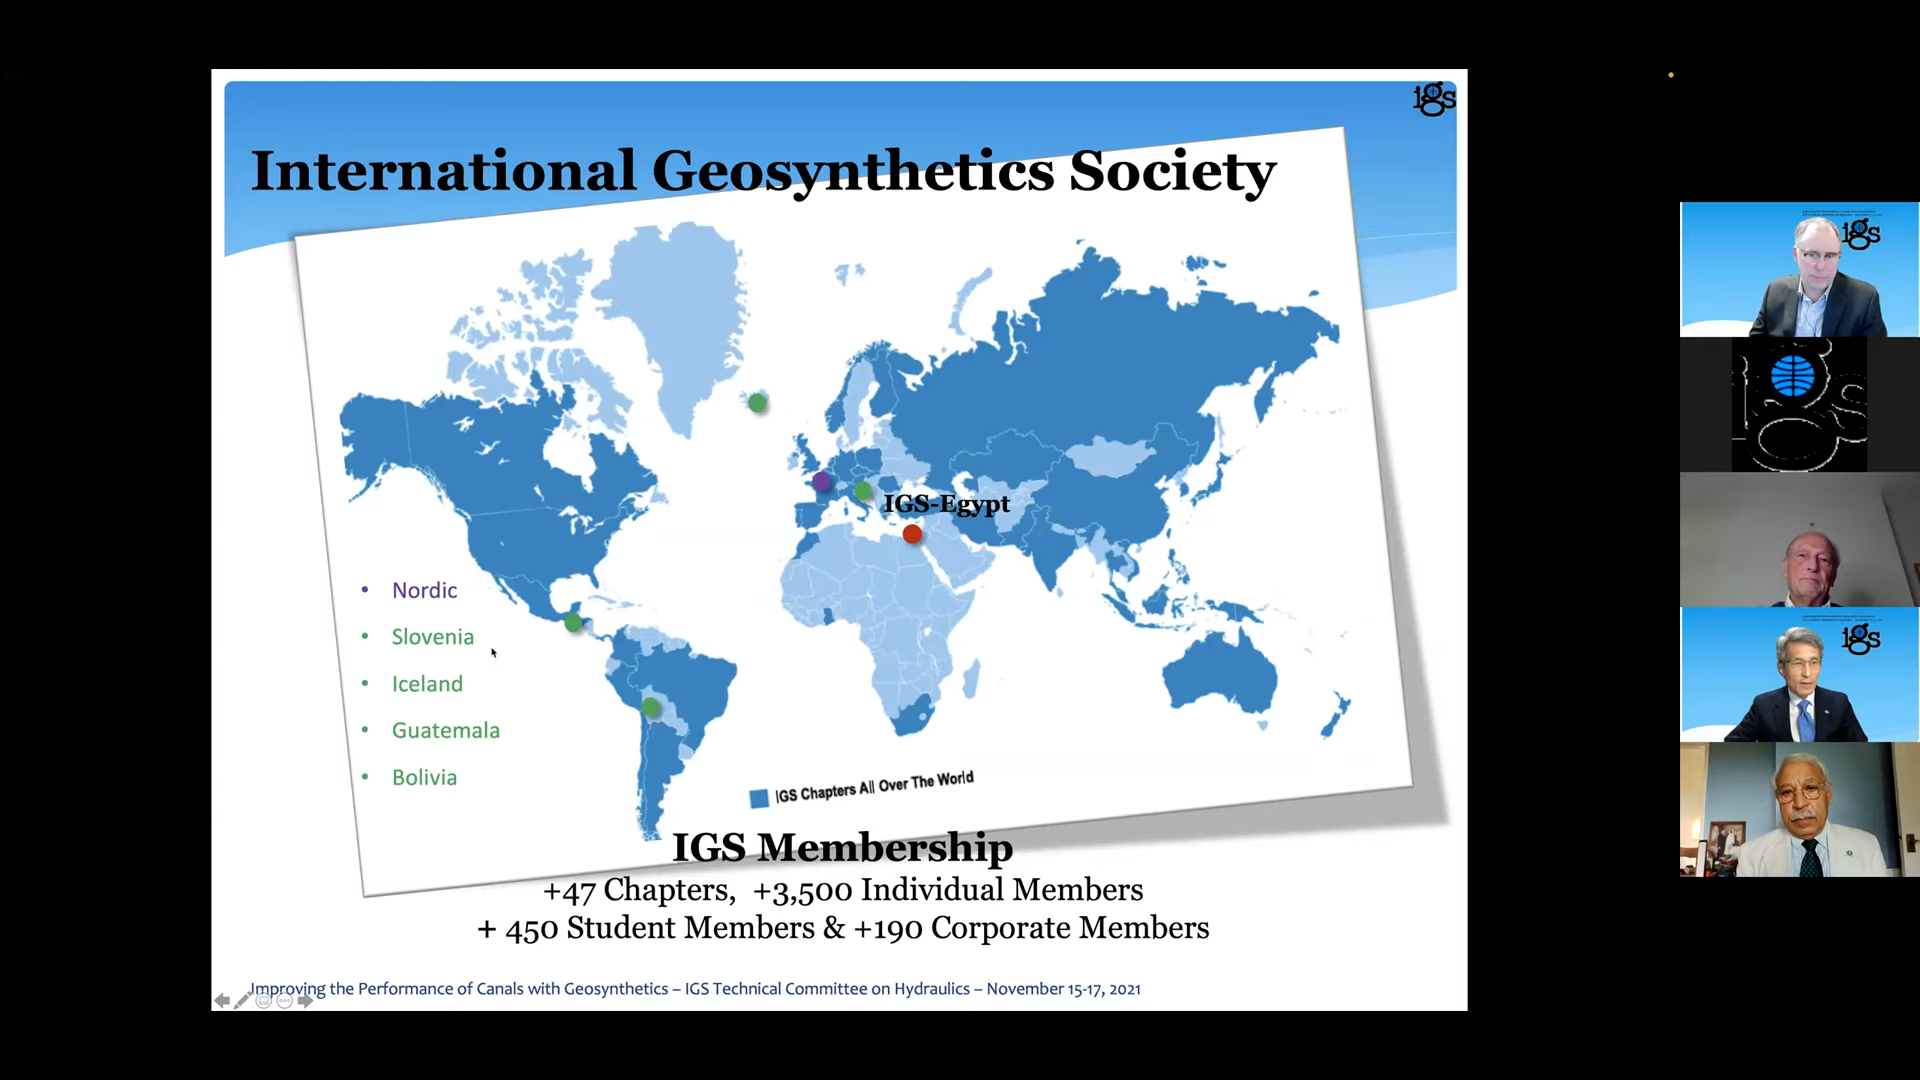 igs
International Geosynthetics Society
IGS-Egypt
• Nordic
• Slovenia
• Iceland
• Guatemala
• Bolivia
IGS Chapters All Over The World
IGS Membership
+47 Chapters, +3,500 Individual Members
+ 450 Student Members & +190 Corporate Members
Improving the Performance of Canals with Geosynthetics – IGS Technical Committee on Hydraulics – November 15-17, 2021
igs
igs
igs